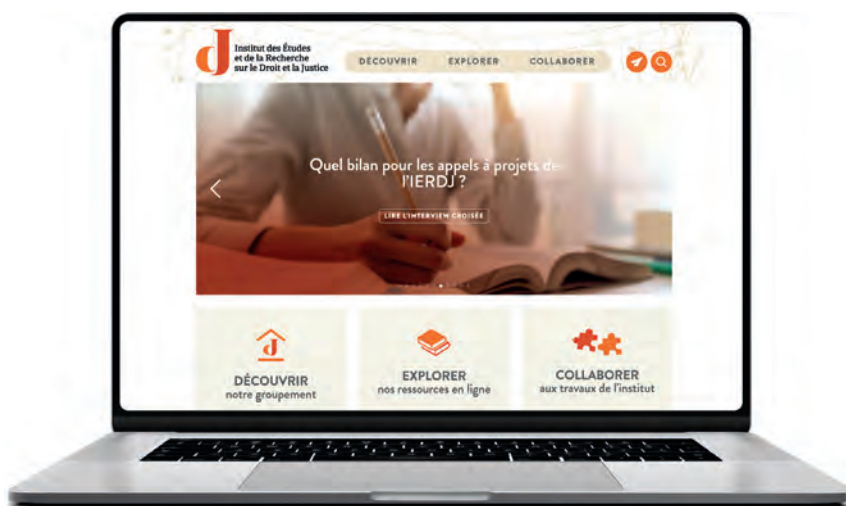 Institut des Études
et de la Recherche
sur le Droit et la Justice
DÉCOUVRIR EXPLORER COLLABORER
Quel bilan pour les appels à projets de
l'IERDJ ?
LIRE L'INTERVIEW CROISÉE
DÉCOUVRIR
notre groupement
EXPLORER
nos ressources en ligne
COLLABORER
aux travaux de l'institut